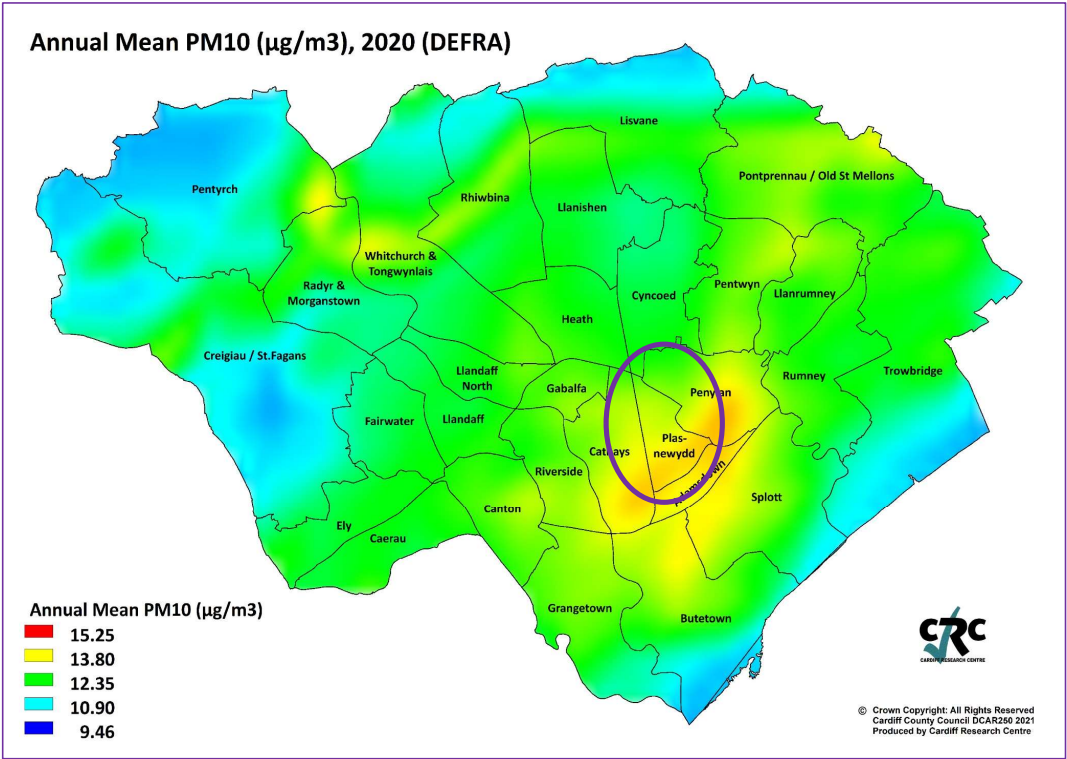 Annual Mean PM10 (µg/m3), 2020 (DEFRA)
Lisvane
Pontprennau / Old St Mellons
Pentyrch
Rhiwbina
Llanishen
Whitchurch &
Tongwynlais
Radyr &
Morganstown
Pentwyn
Cyncoed
Llanrumney
Heath
Creigiau / St.Fagans
Llandaff
North
Gabalfa
Penylan
Rumney
Trowbridge
Fairwater
Llandaff
Cathays
Plas-
newydd
Riverside
Adamsdown
Splott
Canton
Ely
Caerau
Grangetown
Butetown
Annual Mean PM10 (µg/m3)
15.25
13.80
12.35
10.90
9.46
CRC
CARDIFF RESEARCH CENTRE
© Crown Copyright: All Rights Reserved
Cardiff County Council DCAR250 2021
Produced by Cardiff Research Centre